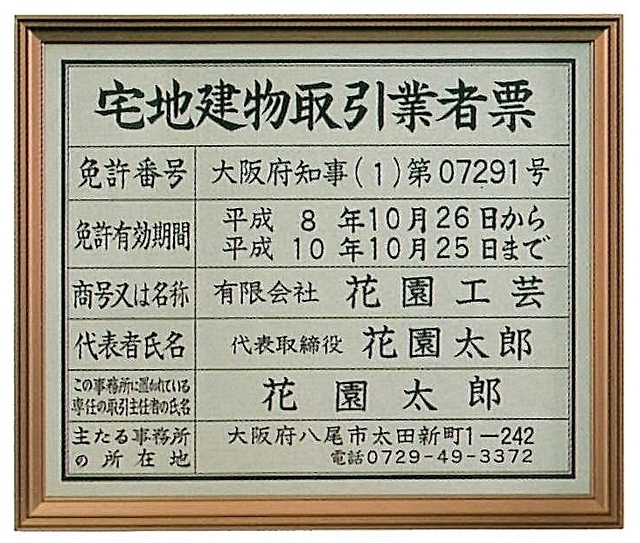 宅地建物取引業者票
免許番号 大阪府知事(1)第07291号
免許有効期間 平成 8 年10月26日から
平成 10 年10月25日まで
商号又は名称 有限会社 花園工芸
代表者氏名 代表取締役 花園太郎
この事務所に置かれている
専任の取引主任者の氏名 花園太郎
主たる事務所 大阪府八尾市太田新町1―242
の所在地 電話0729-49-3372